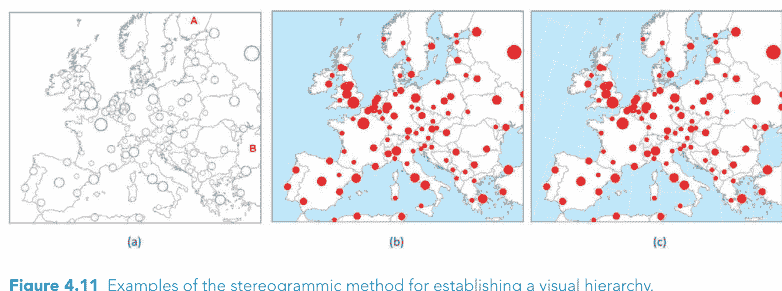 A
B
(a) (b) (c)
Figure 4.11 Examples of the stereogrammic method for establishing a visual hierarchy.